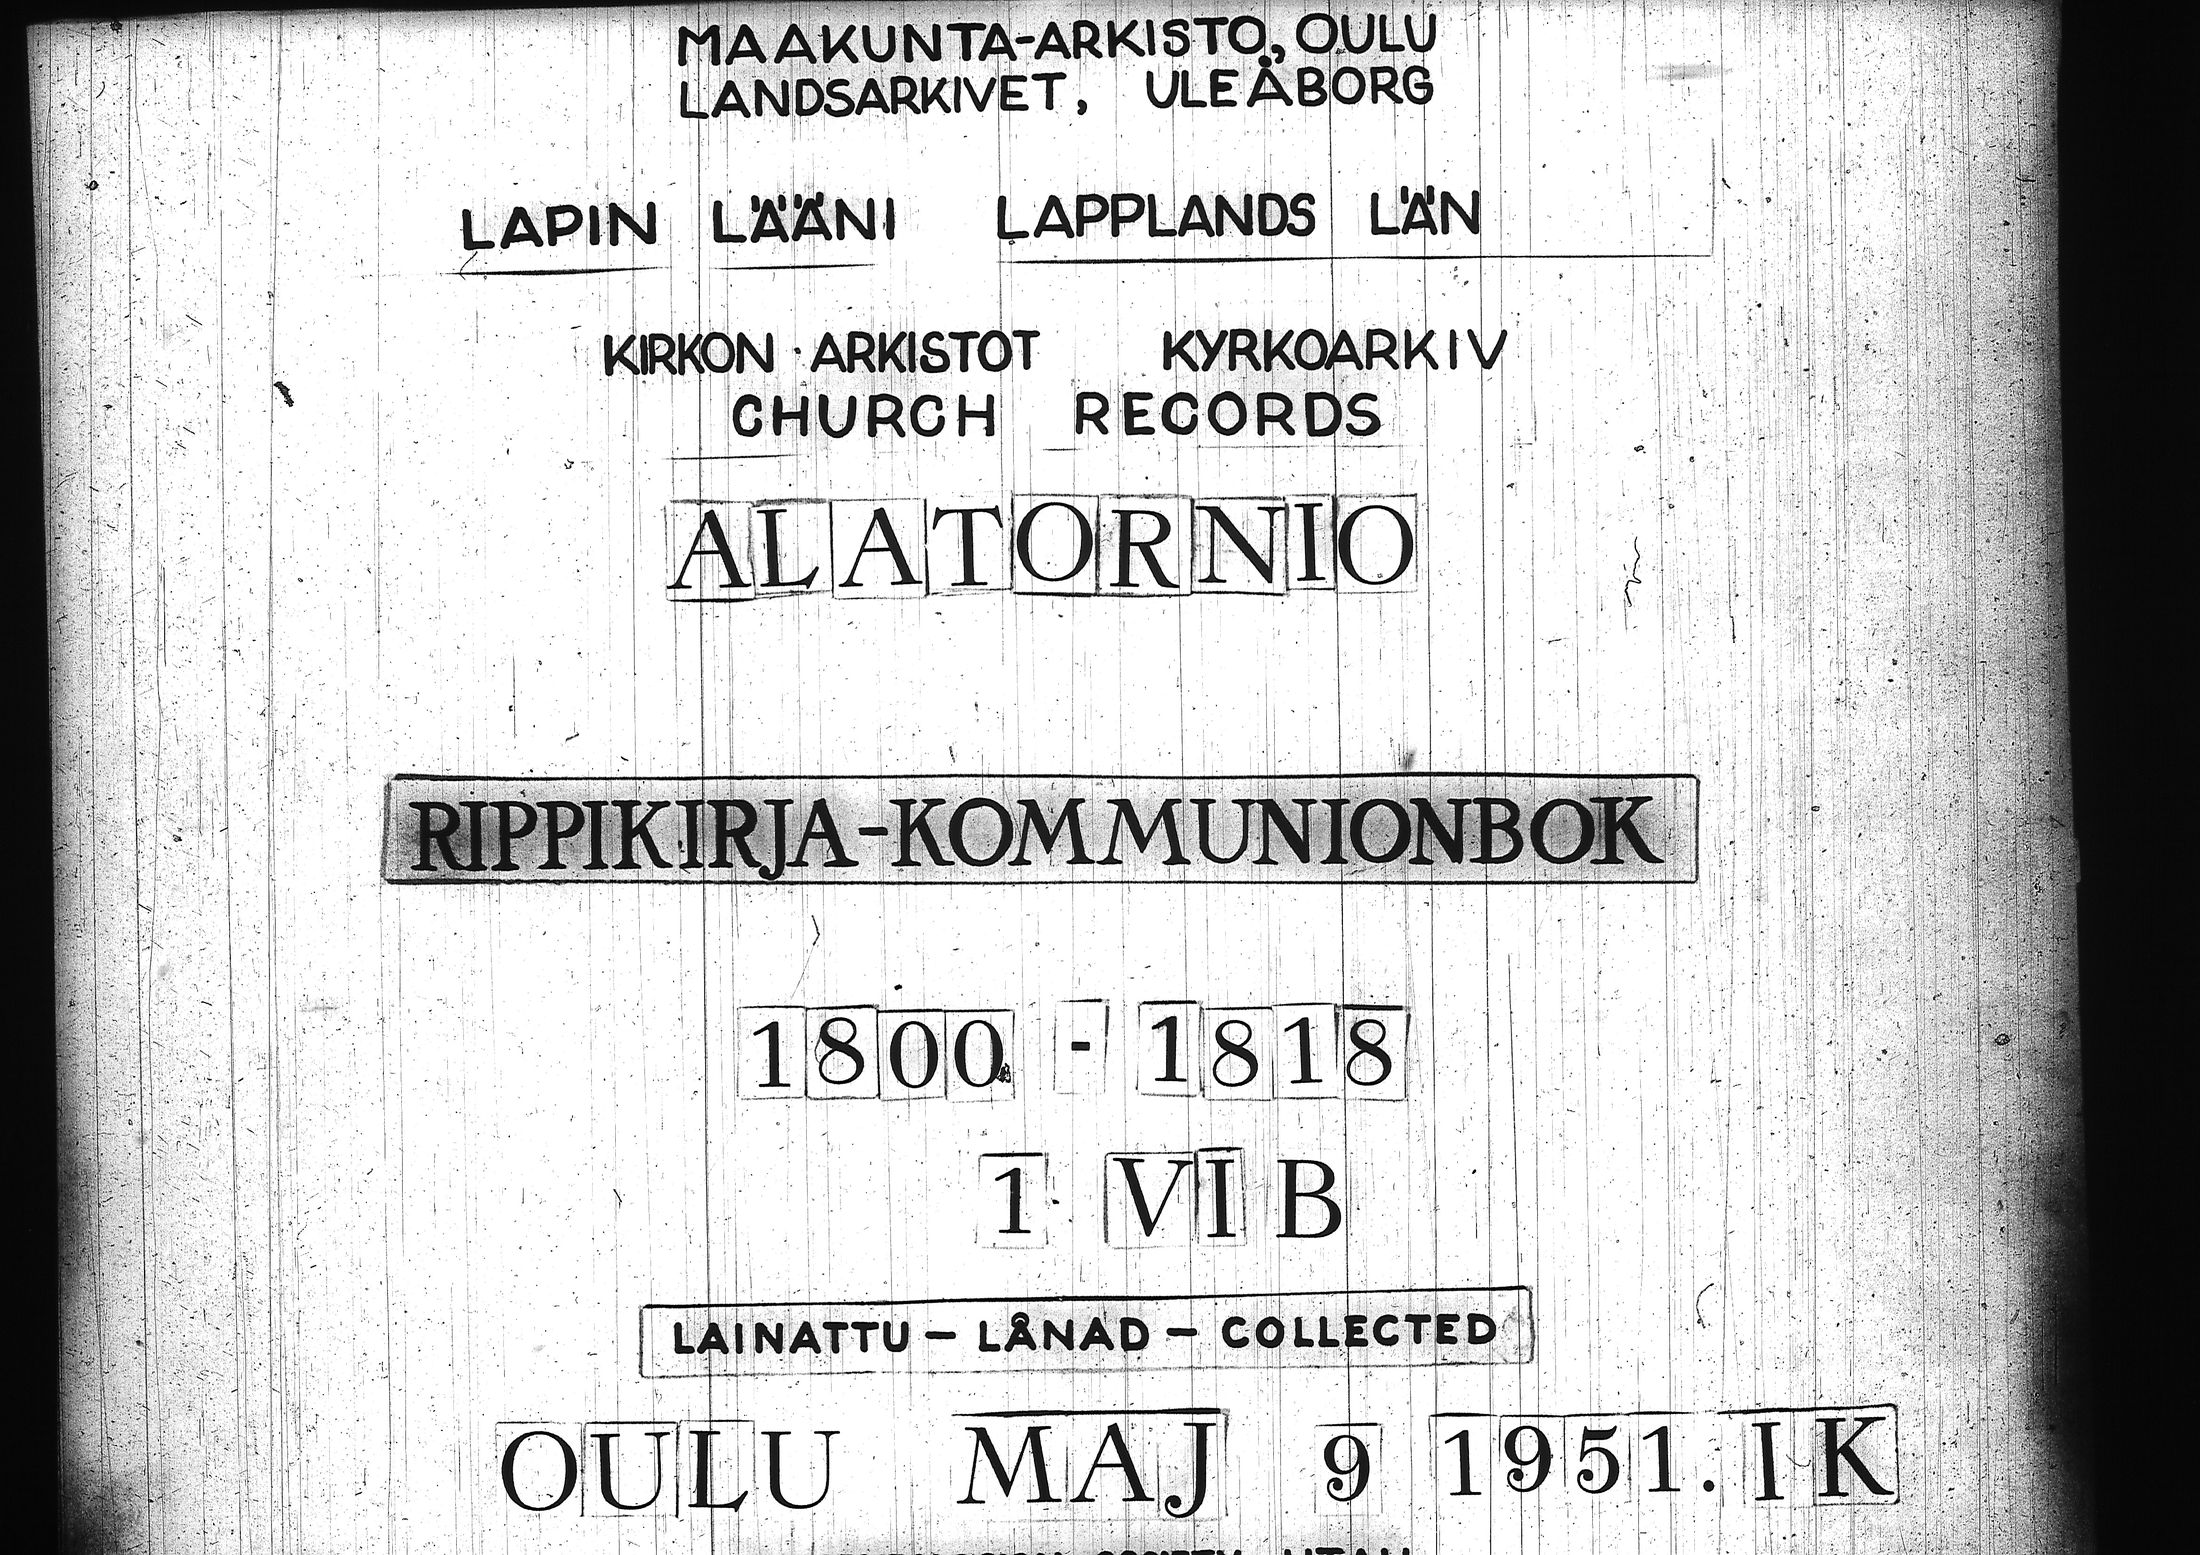 MAAKUNTA-ARKISTO, OULU
LANDSARKIVET, ULEÅBORG
LAPIN LÄÄNI LAPPLANDS LÄN
KIRKON ARKISTOT KYRKOARKIV
CHURCH RECORDS
ALATORNIO
RIPPIKIRJA-KOMMUNIONBOK
1800 - 1818
1 VI B
LAINATTU - LÅNAD - COLLECTED
OULU MAJ 9 1951. IK